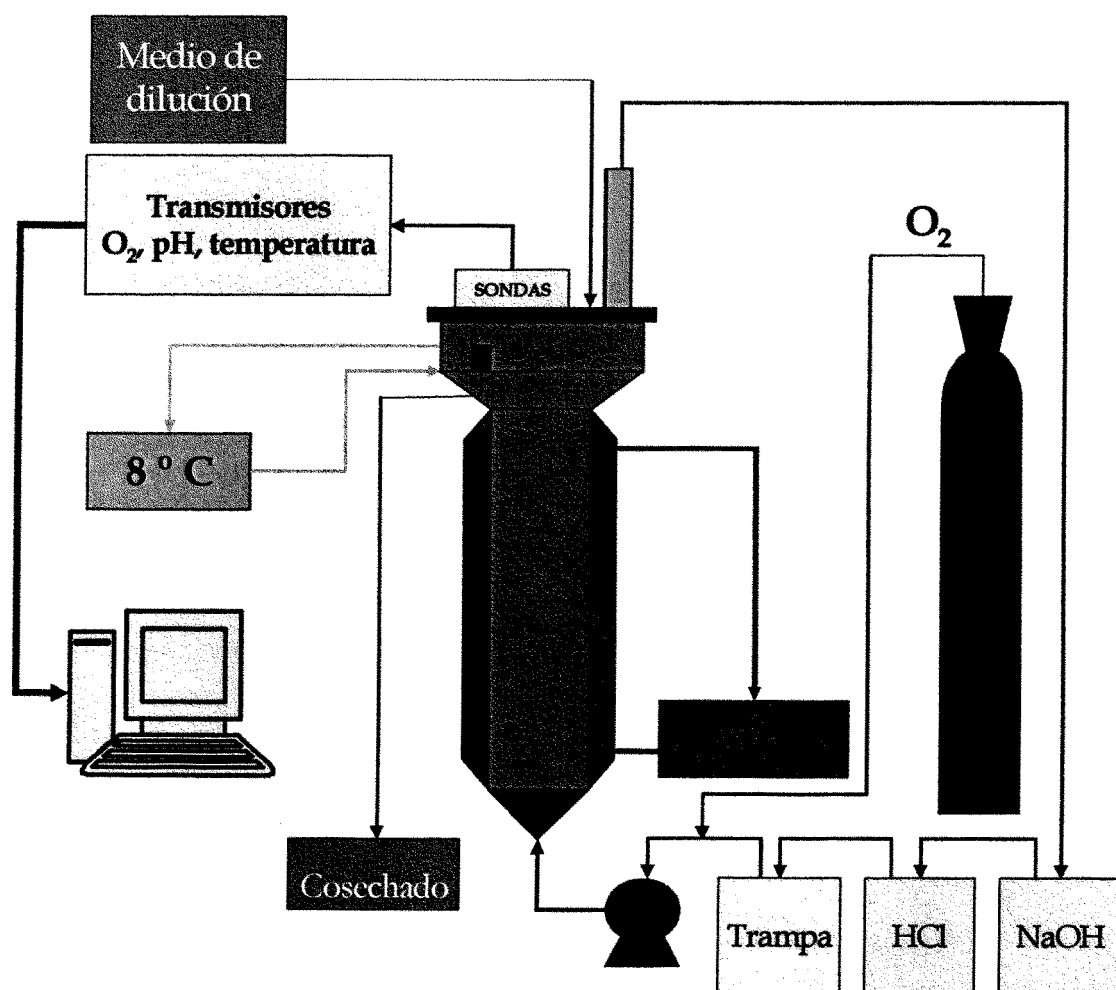 Medio de
dilución
Transmisores
O₂, pH, temperatura
O₂
SONDAS
8 º C
Cosechado
Trampa
HCl
NaOH